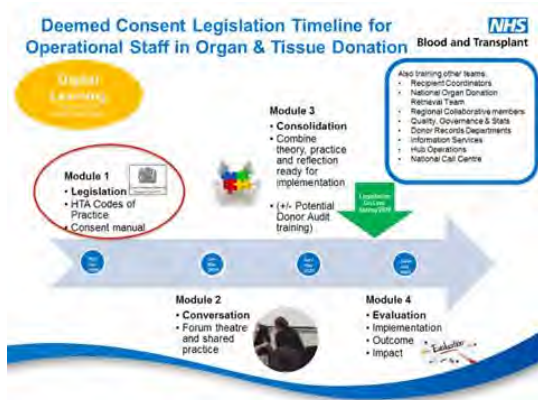 Deemed Consent Legislation Timeline for
Operational Staff in Organ & Tissue Donation
NHS
Blood and Transplant
Digital
Learning
Also training other teams:
• Recipient Coordinators
• National Organ Donation
Retrieval Team
• Regional Collaborative members
• Quality, Governance & Stats
• Donor Records Departments
• Information Services
• Hub Operations
• National Call Centre
Module 1
• Legislation
• HTA Codes of
Practice
• Consent manual
Module 3
• Consolidation
• Combine
theory, practice
and reflection
ready for
implementation
• (+/- Potential
Donor Audit
training)
Legislation
Spring 2020
Module 2
• Conversation
• Forum theatre
and shared
practice
Module 4
• Evaluation
• Implementation
• Outcome
• Impact
Evaluation